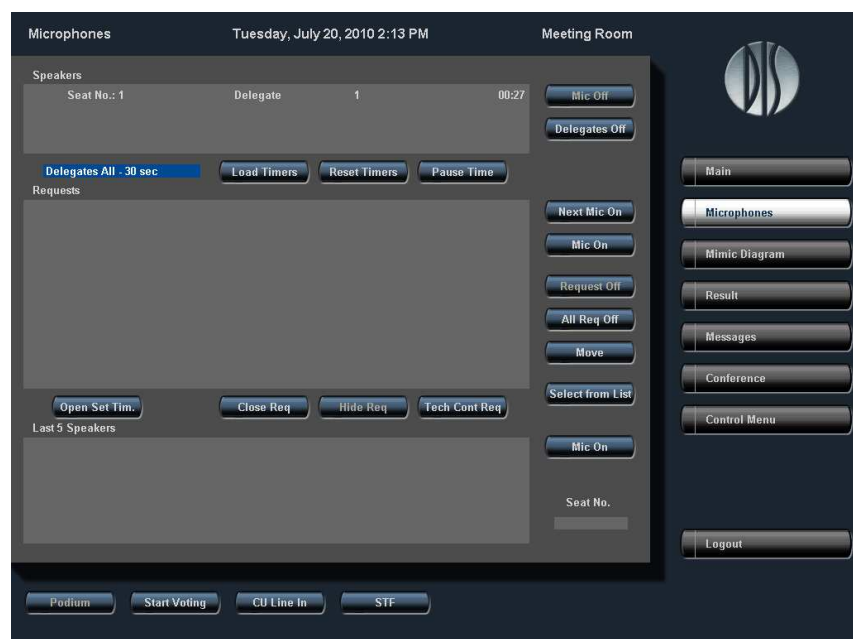 Microphones Tuesday, July 20, 2010 2:13 PM Meeting Room
DIS
Speakers
Seat No.: 1 Delegate 1 00:27 Mic Off
Delegates Off
Delegates All - 30 sec Load Timers Reset Timers Pause Time Main
Requests
Next Mic On Microphones
Mic On Mimic Diagram
Request Off Result
All Req Off Messages
Move
Conference
Select from List
Open Set Tim. Close Req Hide Req Tech Cont Req Control Menu
Last 5 Speakers
Mic On
Seat No.
Logout
Podium Start Voting CU Line In STF